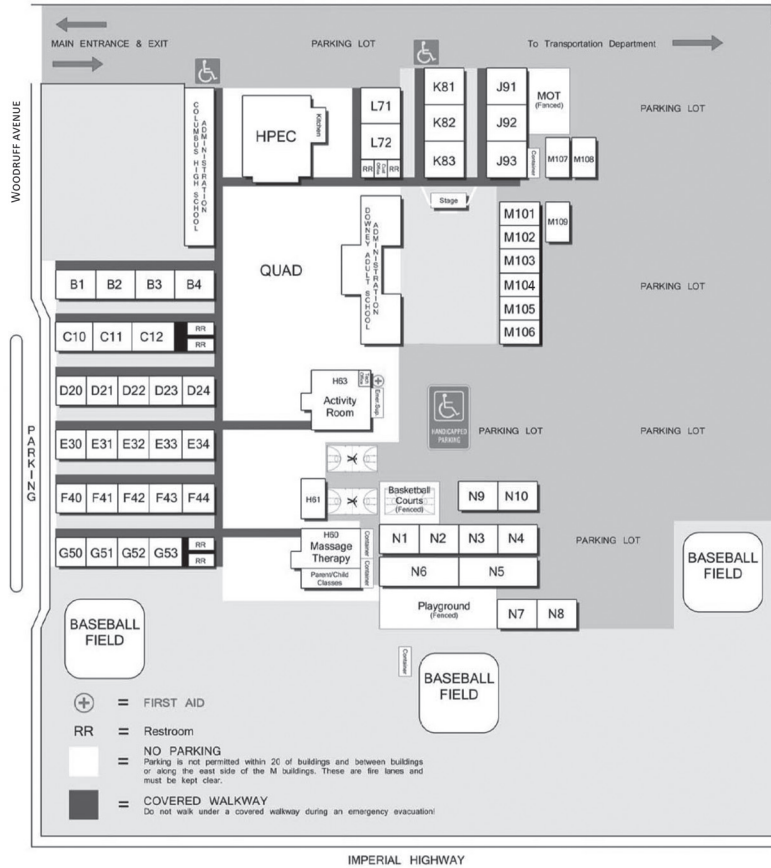 MAIN ENTRANCE & EXIT
PARKING LOT
To Transportation Department
WOODRUFF AVENUE
COLUMBUS HIGH SCHOOL
ADMINISTRATION
HPEC
Kitchen
L71
L72
RR
RR
K81
K82
K83
J91
J92
J93
MOT
(Fenced)
Container
M107
M108
PARKING LOT
Stage
M101
M102
M103
M104
M105
M106
M109
QUAD
DOWNEY ADULT SCHOOL
ADMINISTRATION
PARKING LOT
B1
B2
B3
B4
C10
C11
C12
RR
RR
D20
D21
D22
D23
D24
E30
E31
E32
E33
E34
F40
F41
F42
F43
F44
G50
G51
G52
G53
RR
RR
PARKING
H63
Activity
Room
HANDICAPPED
PARKING
PARKING LOT
PARKING LOT
H61
Basketball
Courts
(Fenced)
N9
N10
H60
Massage
Therapy
Parent/Child
Classes
Container
Container
N1
N2
N3
N4
N6
N5
PARKING LOT
BASEBALL
FIELD
Playground
(Fenced)
N7
N8
BASEBALL
FIELD
Container
BASEBALL
FIELD
= FIRST AID
RR = Restroom
NO PARKING
= Parking is not permitted within 20 of buildings and between buildings
or along the east side of the M buildings. These are fire lanes and
must be kept clear.
= COVERED WALKWAY
Do not walk under a covered walkway during an emergency evacuation!
IMPERIAL HIGHWAY